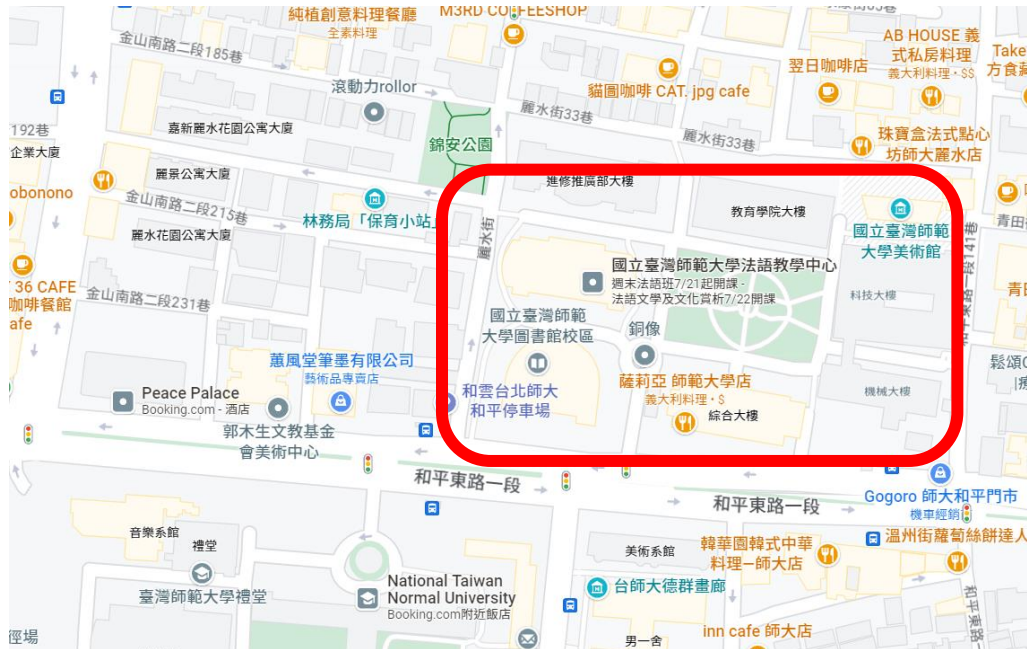 純植創意料理餐廳
全素料理
M3RD COFFEESHOP
AB HOUSE 義
式私房料理
義大利料理・$$
Take
方食
金山南路二段185巷
滾動力rollor
貓圖咖啡 CAT. jpg cafe
翌日咖啡店
麗水街33巷
麗水街33巷
192巷
企業大廈
嘉新麗水花園公寓大廈
錦安公園
珠寶盒法式點心
坊師大麗水店
obonono
麗景公寓大廈
金山南路二段215巷
林務局「保育小站」
麗水花園公寓大廈
麗水街
進修推廣部大樓
教育學院大樓
國立臺灣師範
大學美術館
青田
和平東路一段141巷
國立臺灣師範大學法語教學中心
週末法語班7/21起開課 -
法語文學及文化賞析7/22開課
科技大樓
36 CAFE
咖啡餐館
afe
金山南路二段231巷
國立臺灣師範
大學圖書館校區
銅像
青
鬆頌
蕙風堂筆墨有限公司
藝術品專賣店
Peace Palace
Booking.com - 酒店
郭木生文教基金
會美術中心
和雲台北師大
和平停車場
薩莉亞 師範大學店
義大利料理・$
綜合大樓
機械大樓
和平東路一段
和平東路一段
Gogoro 師大和平門市
機車經銷
音樂系館
禮堂
臺灣師範大學禮堂
National Taiwan
Normal University
Booking.com附近飯店
美術系館
韓華園韓式中華
料理–師大店
溫州街蘿蔔絲餅達人
台師大德群畫廊
和平東路
徑場
男一舍
inn cafe 師大店